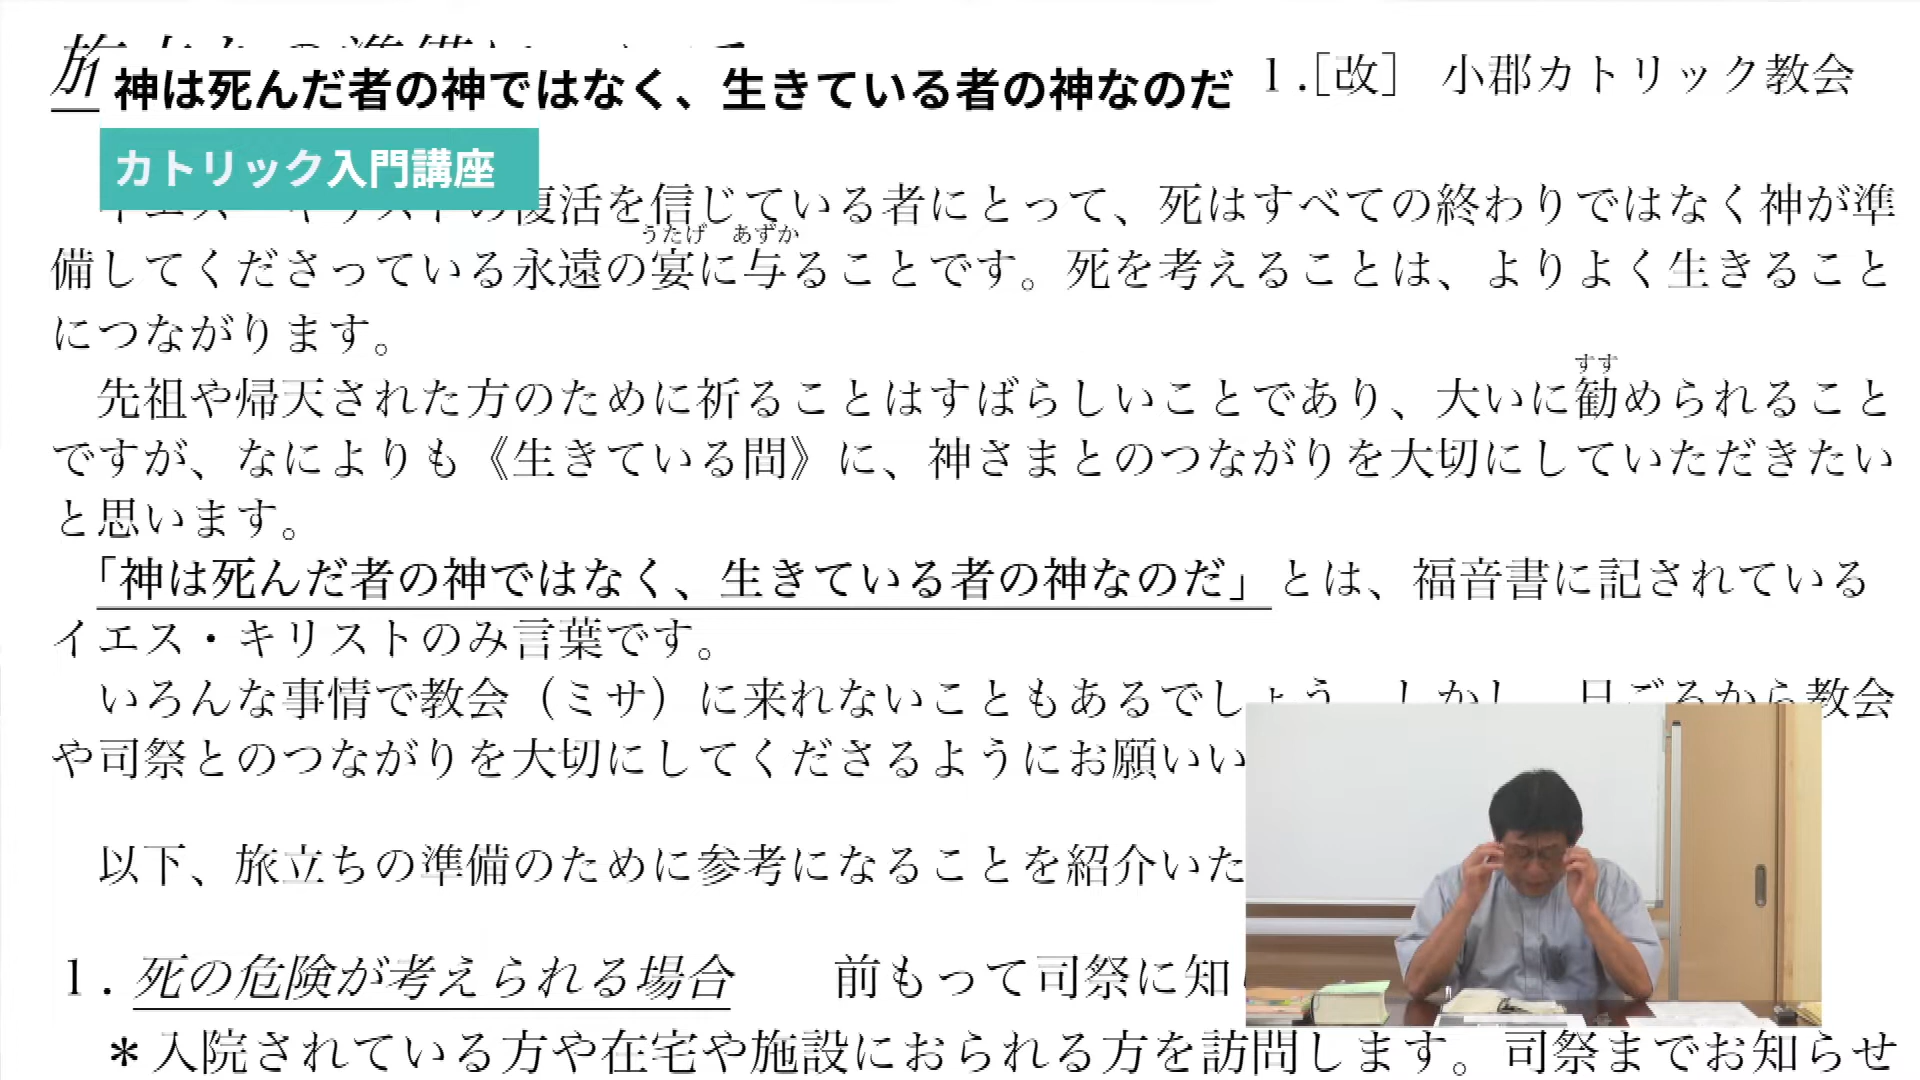 神は死んだ者の神ではなく、生きている者の神なのだ
1.［改］ 小郡カトリック教会
カトリック入門講座
復活を信じている者にとって、死はすべての終わりではなく神が準
うたげ あずか
備してくださっている永遠の宴に与ることです。死を考えることは、よりよく生きること
につながります。
すす
先祖や帰天された方のために祈ることはすばらしいことであり、大いに勧められること
ですが、なによりも《生きている間》に、神さまとのつながりを大切にしていただきたい
と思います。
「神は死んだ者の神ではなく、生きている者の神なのだ」とは、福音書に記されている
イエス・キリストのみ言葉です。
いろんな事情で教会（ミサ）に来れないこともあるでしょう しかし 日ごろから教会
や司祭とのつながりを大切にしてくださるようにお願いい
以下、旅立ちの準備のために参考になることを紹介いた
1．死の危険が考えられる場合 前もって司祭に知
＊入院されている方や在宅や施設におられる方を訪問します。司祭までお知らせ